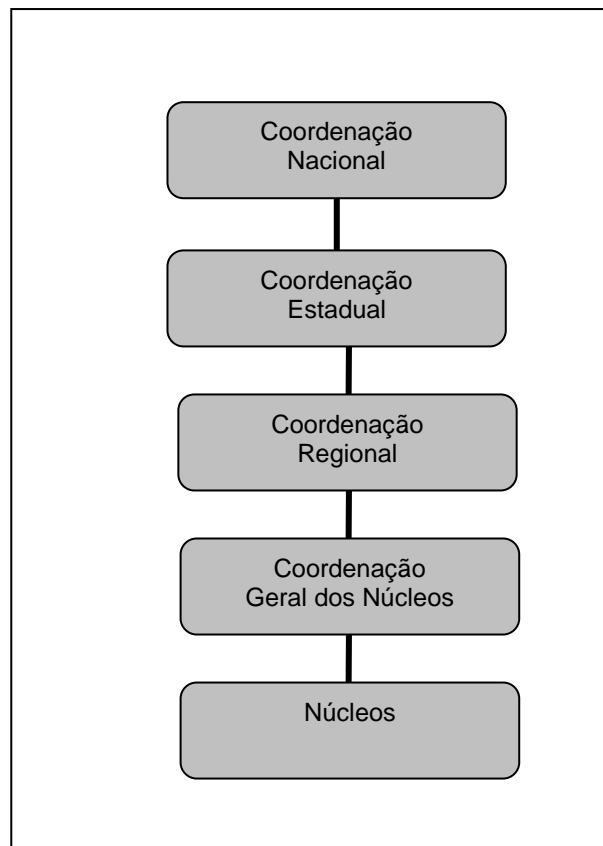 Coordenação
Nacional
Coordenação
Estadual
Coordenação
Regional
Coordenação
Geral dos Núcleos
Núcleos